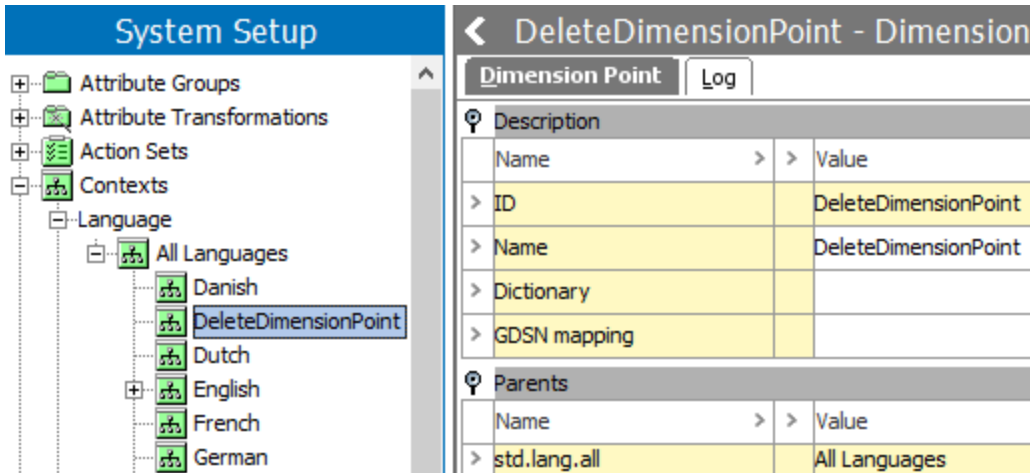 System Setup
Attribute Groups
Attribute Transformations
Action Sets
Contexts
Language
All Languages
Danish
DeleteDimensionPoint
Dutch
English
French
German
DeleteDimensionPoint - Dimension
Dimension Point Log
Description
Name > > Value
> ID DeleteDimensionPoint
> Name DeleteDimensionPoint
> Dictionary
> GDSN mapping
Parents
Name > > Value
> std.lang.all All Languages